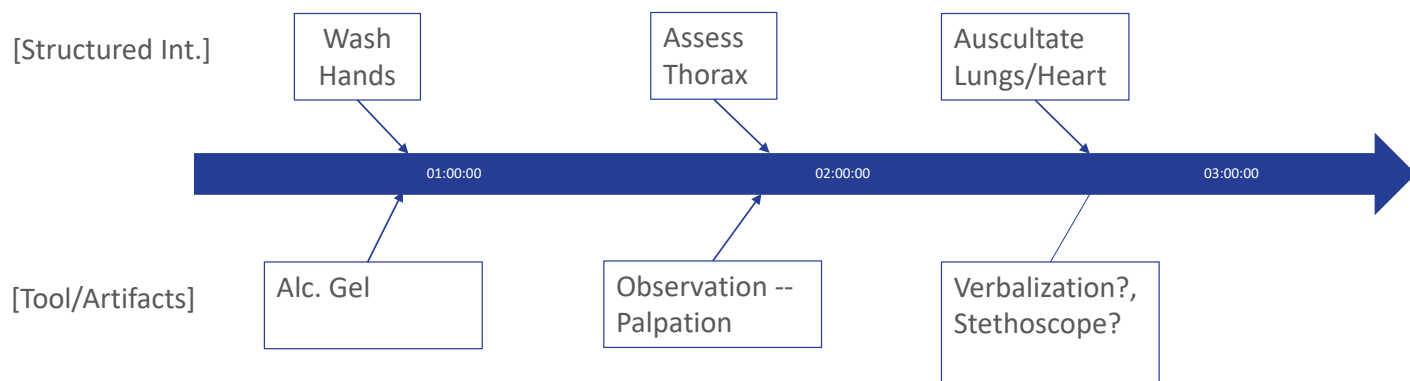 [Structured Int.]
Wash
Hands
Assess
Thorax
Auscultate
Lungs/Heart
01:00:00
02:00:00
03:00:00
[Tool/Artifacts]
Alc. Gel
Observation --
Palpation
Verbalization?,
Stethoscope?